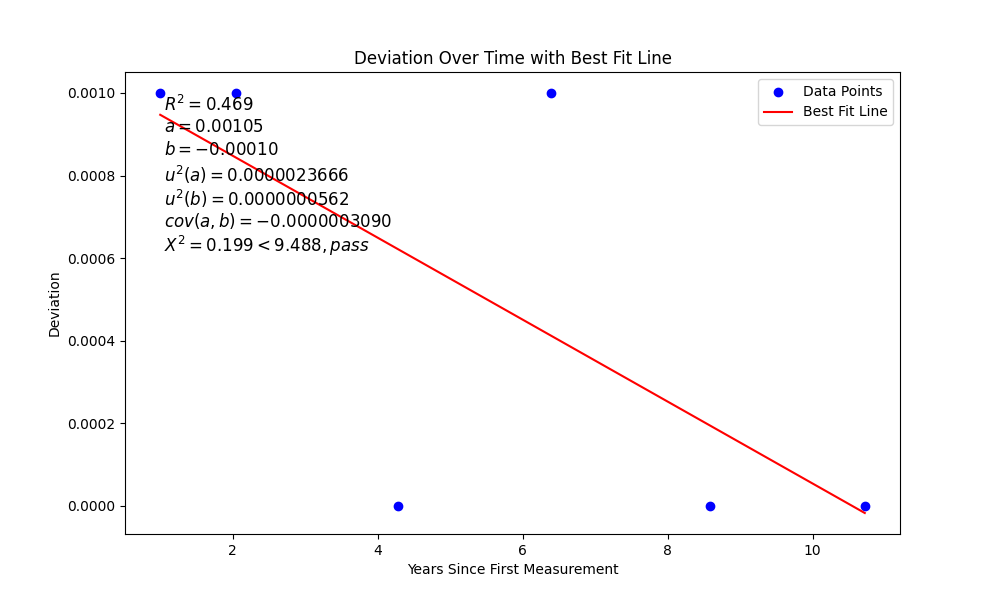 Deviation Over Time with Best Fit Line
Data Points
Best Fit Line
R² = 0.469
a = 0.00105
b = −0.00010
u²(a) = 0.0000023666
u²(b) = 0.0000000562
cov(a, b) = −0.0000003090
X² = 0.199 < 9.488, pass
0.0010
0.0008
0.0006
0.0004
0.0002
0.0000
Deviation
2 4 6 8 10
Years Since First Measurement